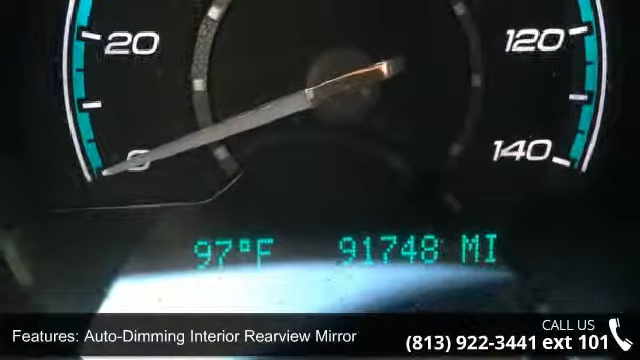 20
120
0
140
97°F 91748 MI
Features: Auto-Dimming Interior Rearview Mirror
CALL US
(813) 922-3441 ext 101